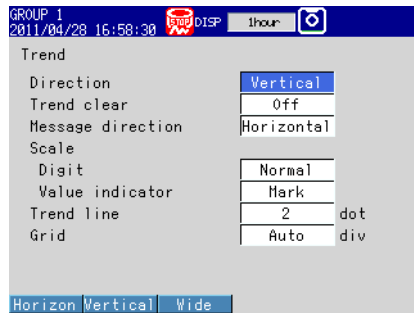 GROUP 1
2011/04/28 16:58:30 STOP DISP 1hour
Trend
Direction Vertical
Trend clear Off
Message direction Horizontal
Scale
Digit Normal
Value indicator Mark
Trend line 2 dot
Grid Auto div
Horizon Vertical Wide